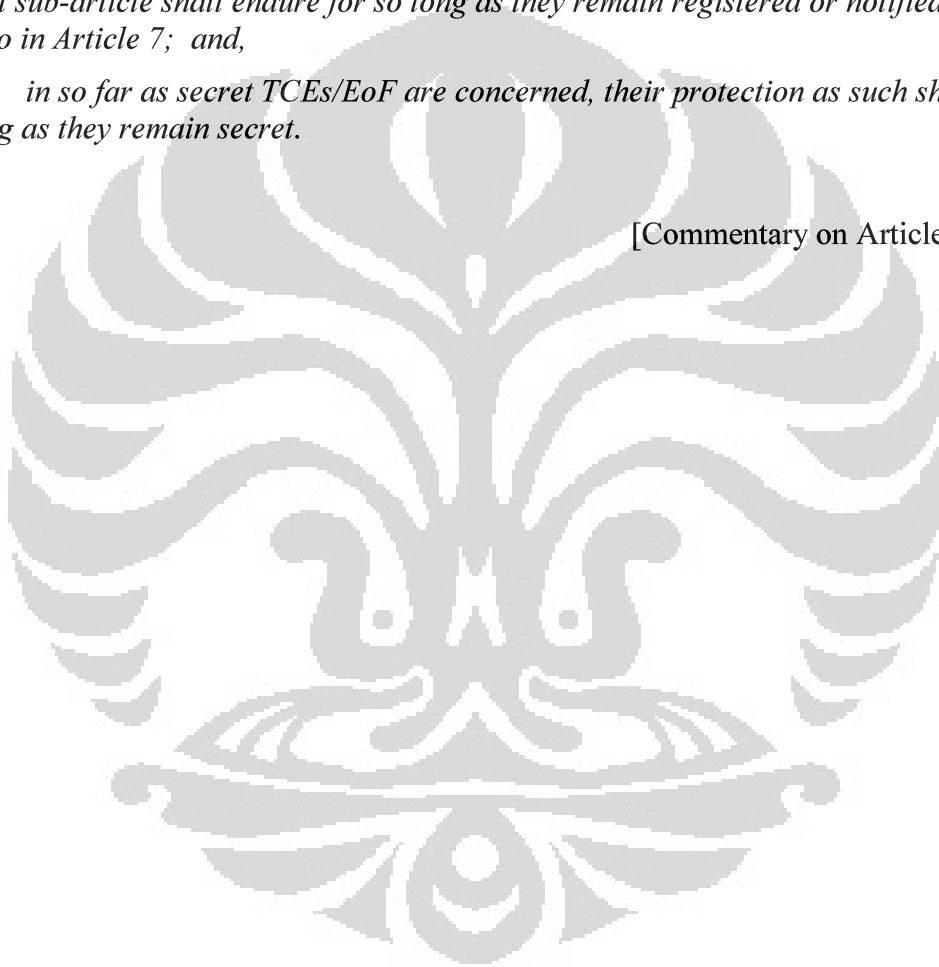 sub-article shall endure for so long as they remain registered or notified
in Article 7; and,
in so far as secret TCEs/EoF are concerned, their protection as such
as they remain secret.
[Commentary on Article